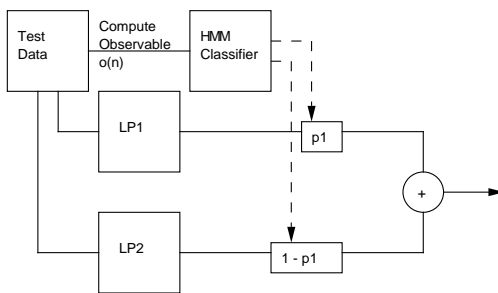 Test
Data
Compute
Observable
o(n)
HMM
Classifier
LP1
p1
+
LP2
1 - p1